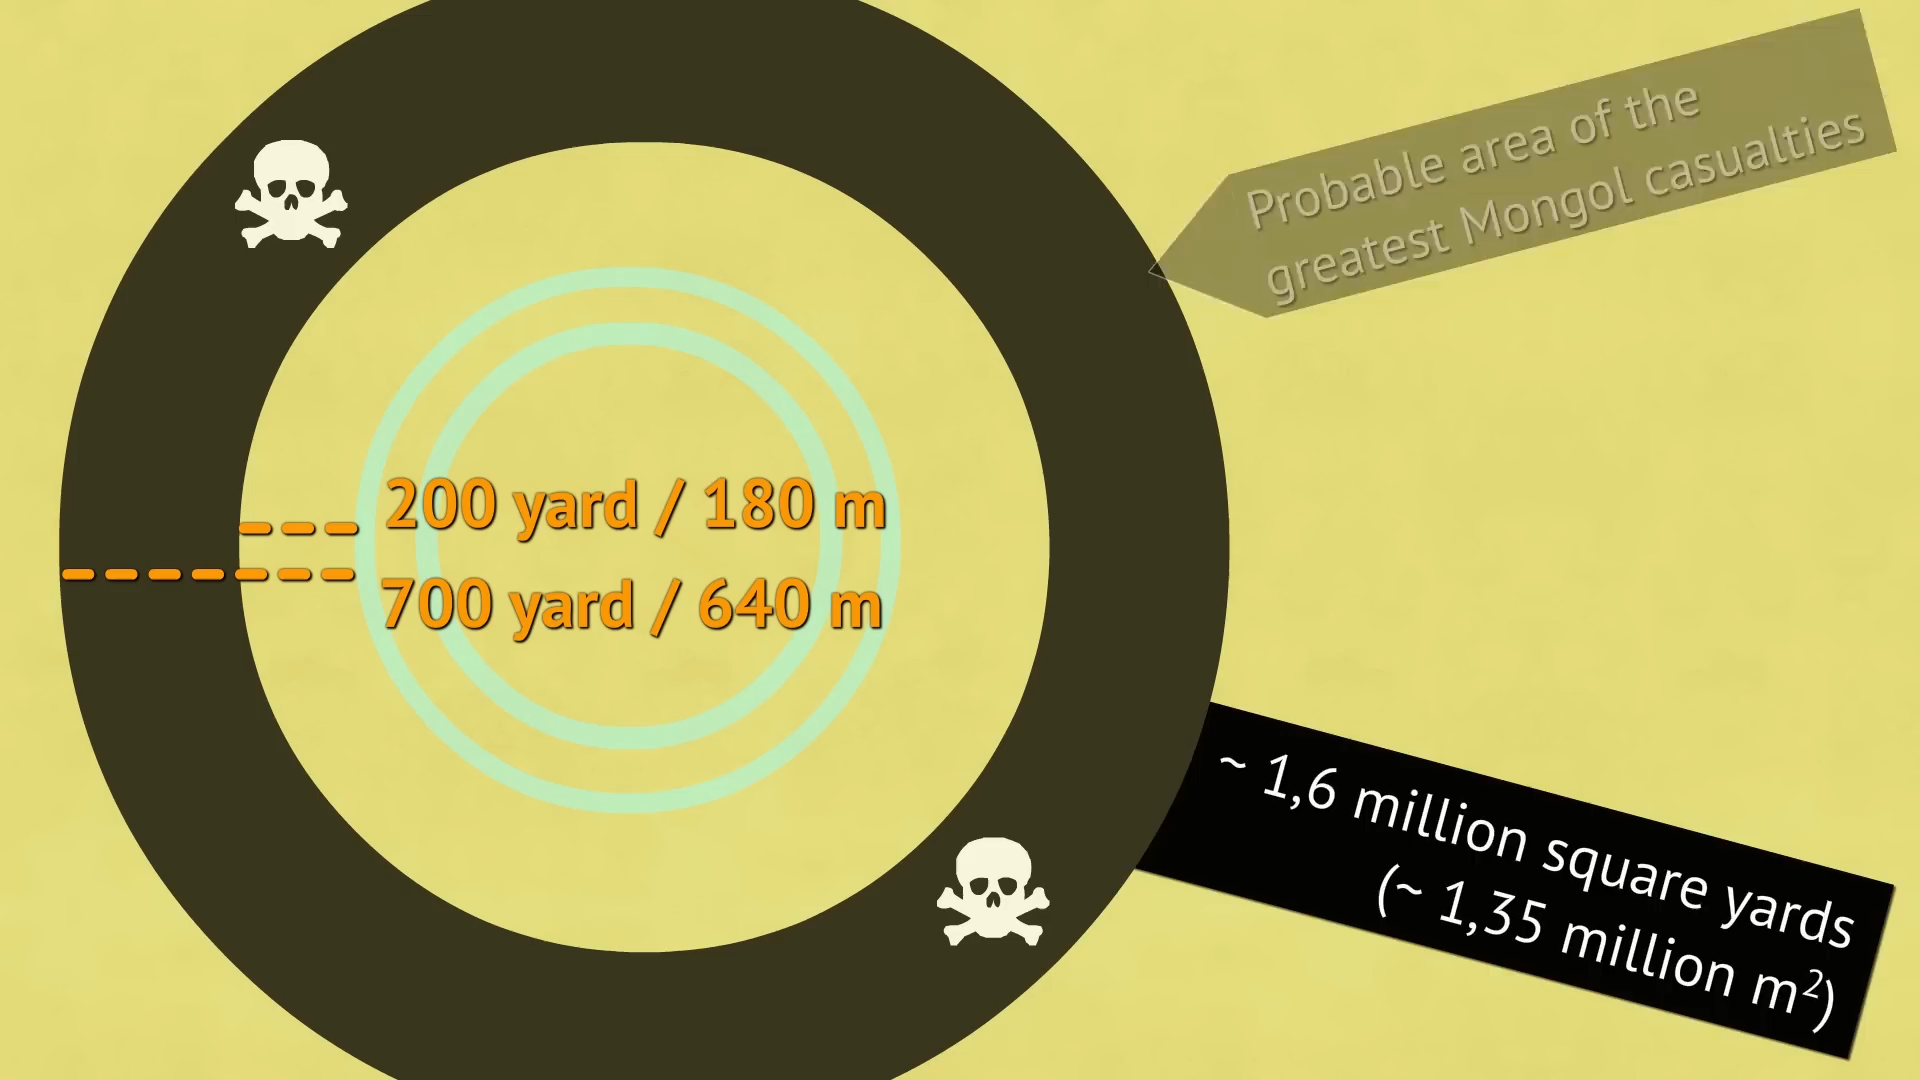 Probable area of the
greatest Mongol casualties
200 yard / 180 m
700 yard / 640 m
~ 1,6 million square yards
(~ 1,35 million m²)